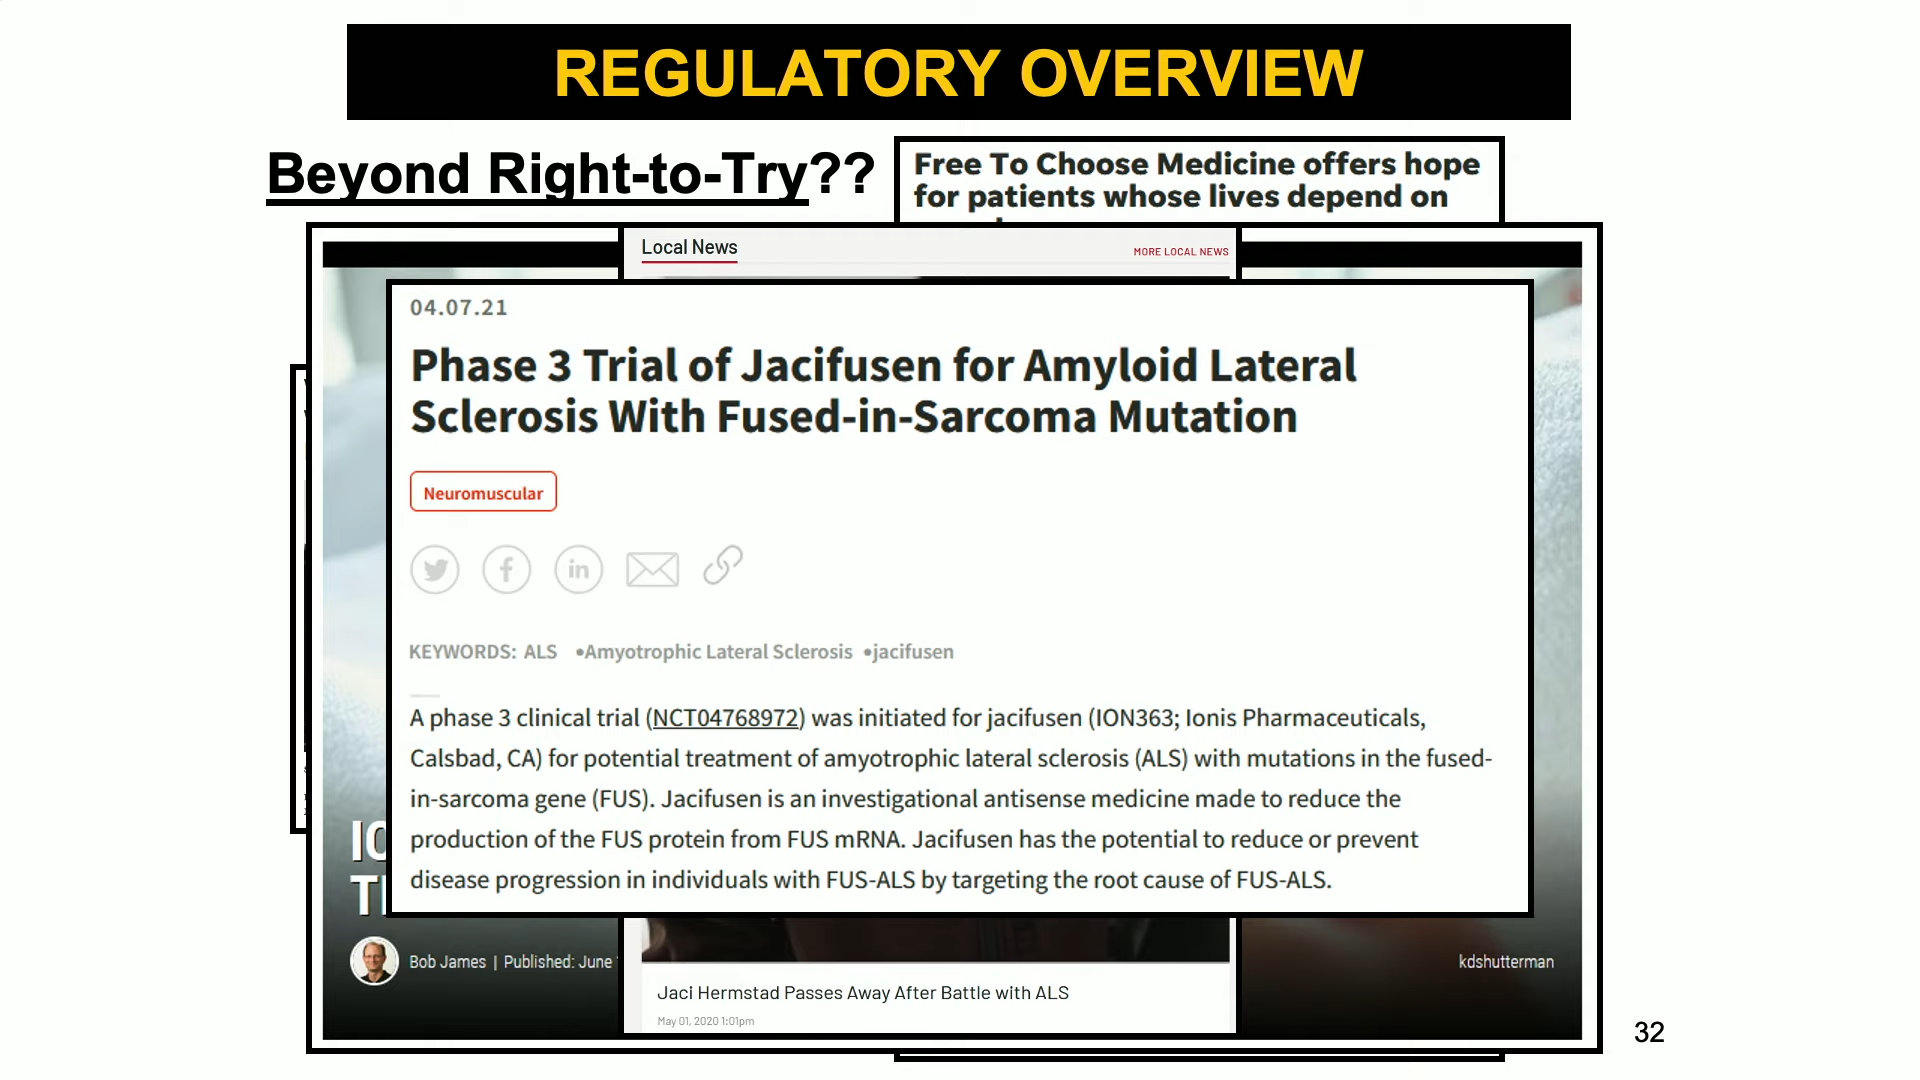 REGULATORY OVERVIEW
Beyond Right-to-Try??
Free To Choose Medicine offers hope
for patients whose lives depend on
Local News
MORE LOCAL NEWS
04.07.21
Phase 3 Trial of Jacifusen for Amyloid Lateral
Sclerosis With Fused-in-Sarcoma Mutation
Neuromuscular
KEYWORDS: ALS •Amyotrophic Lateral Sclerosis •jacifusen
A phase 3 clinical trial (NCT04768972) was initiated for jacifusen (ION363; Ionis Pharmaceuticals,
Calsbad, CA) for potential treatment of amyotrophic lateral sclerosis (ALS) with mutations in the fused-
in-sarcoma gene (FUS). Jacifusen is an investigational antisense medicine made to reduce the
production of the FUS protein from FUS mRNA. Jacifusen has the potential to reduce or prevent
disease progression in individuals with FUS-ALS by targeting the root cause of FUS-ALS.
Bob James | Published: June
kdshutterman
Jaci Hermstad Passes Away After Battle with ALS
May 01, 2020 1:01pm
32